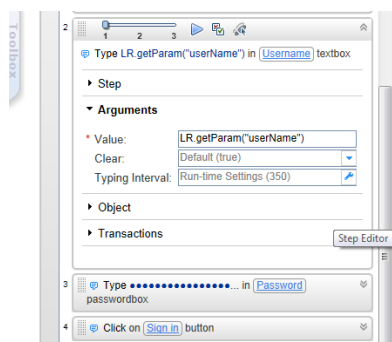 Toolbox
2
1 2 3
Type LR.getParam("userName") in Username textbox
Step
Arguments
* Value: LR.getParam("userName")
Clear: Default (true)
Typing Interval: Run-time Settings (350)
Object
Transactions
Step Editor
3 Type ●●●●●●●●●●●●●●●●... in Password
passwordbox
4 Click on Sign in button